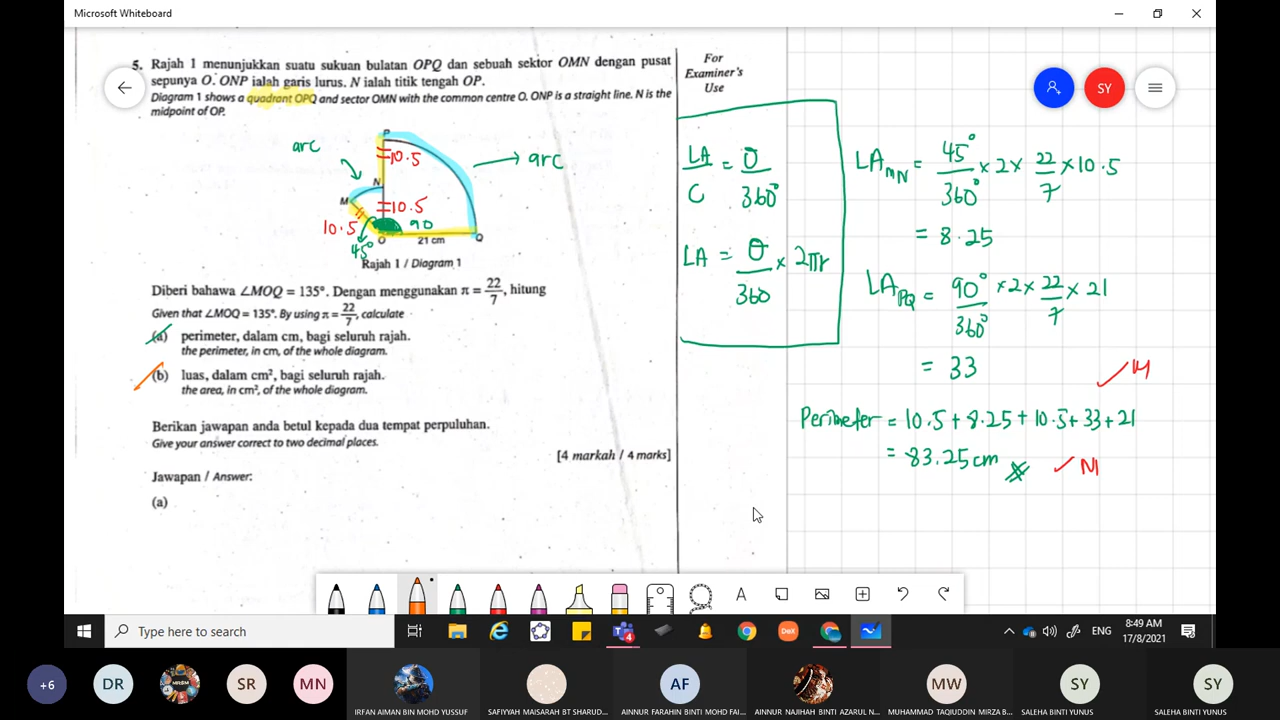 Microsoft Whiteboard
5. Rajah 1 menunjukkan suatu sukuan bulatan OPQ dan sebuah sektor OMN dengan pusat
sepunya O. ONP ialah garis lurus. N ialah titik tengah OP.
Diagram 1 shows a quadrant OPQ and sector OMN with the common centre O. ONP is a straight line. N is the
midpoint of OP.
For
Examiner's
Use
SY
P
arc
10.5
arc
N
M
10.5
90
10.5
45°
O
21 cm
Q
Rajah 1 / Diagram 1
Diberi bahawa ∠MOQ = 135°. Dengan menggunakan π = 22/7, hitung
Given that ∠MOQ = 135°. By using π = 22/7, calculate
(a) perimeter, dalam cm, bagi seluruh rajah.
the perimeter, in cm, of the whole diagram.
(b) luas, dalam cm², bagi seluruh rajah.
the area, in cm², of the whole diagram.
Berikan jawapan anda betul kepada dua tempat perpuluhan.
Give your answer correct to two decimal places.
[4 markah / 4 marks]
Jawapan / Answer:
(a)
LA/C = θ/360°
LA = θ/360 × 2πr
LA MN = 45°/360° × 2 × 22/7 × 10.5
= 8.25
LA PQ = 90°/360° × 2 × 22/7 × 21
= 33
✓ M
Perimeter = 10.5 + 8.25 + 10.5 + 33 + 21
= 83.25 cm
✓ N1
A
Type here to search
4
DeX
ENG
8:49 AM
17/8/2021
+6
DR
SR
MN
AF
MW
SY
SY
IRFAN AIMAN BIN MOHD YUSSUF
SAFIYYAH MAISARAH BT SHARUD...
AINNUR FARAHIN BINTI MOHD FAI...
AINNUR NAJIHAH BINTI AZARUL N...
MUHAMMAD TAQIUDDIN MIRZA B...
SALEHA BINTI YUNUS
SALEHA BINTI YUNUS